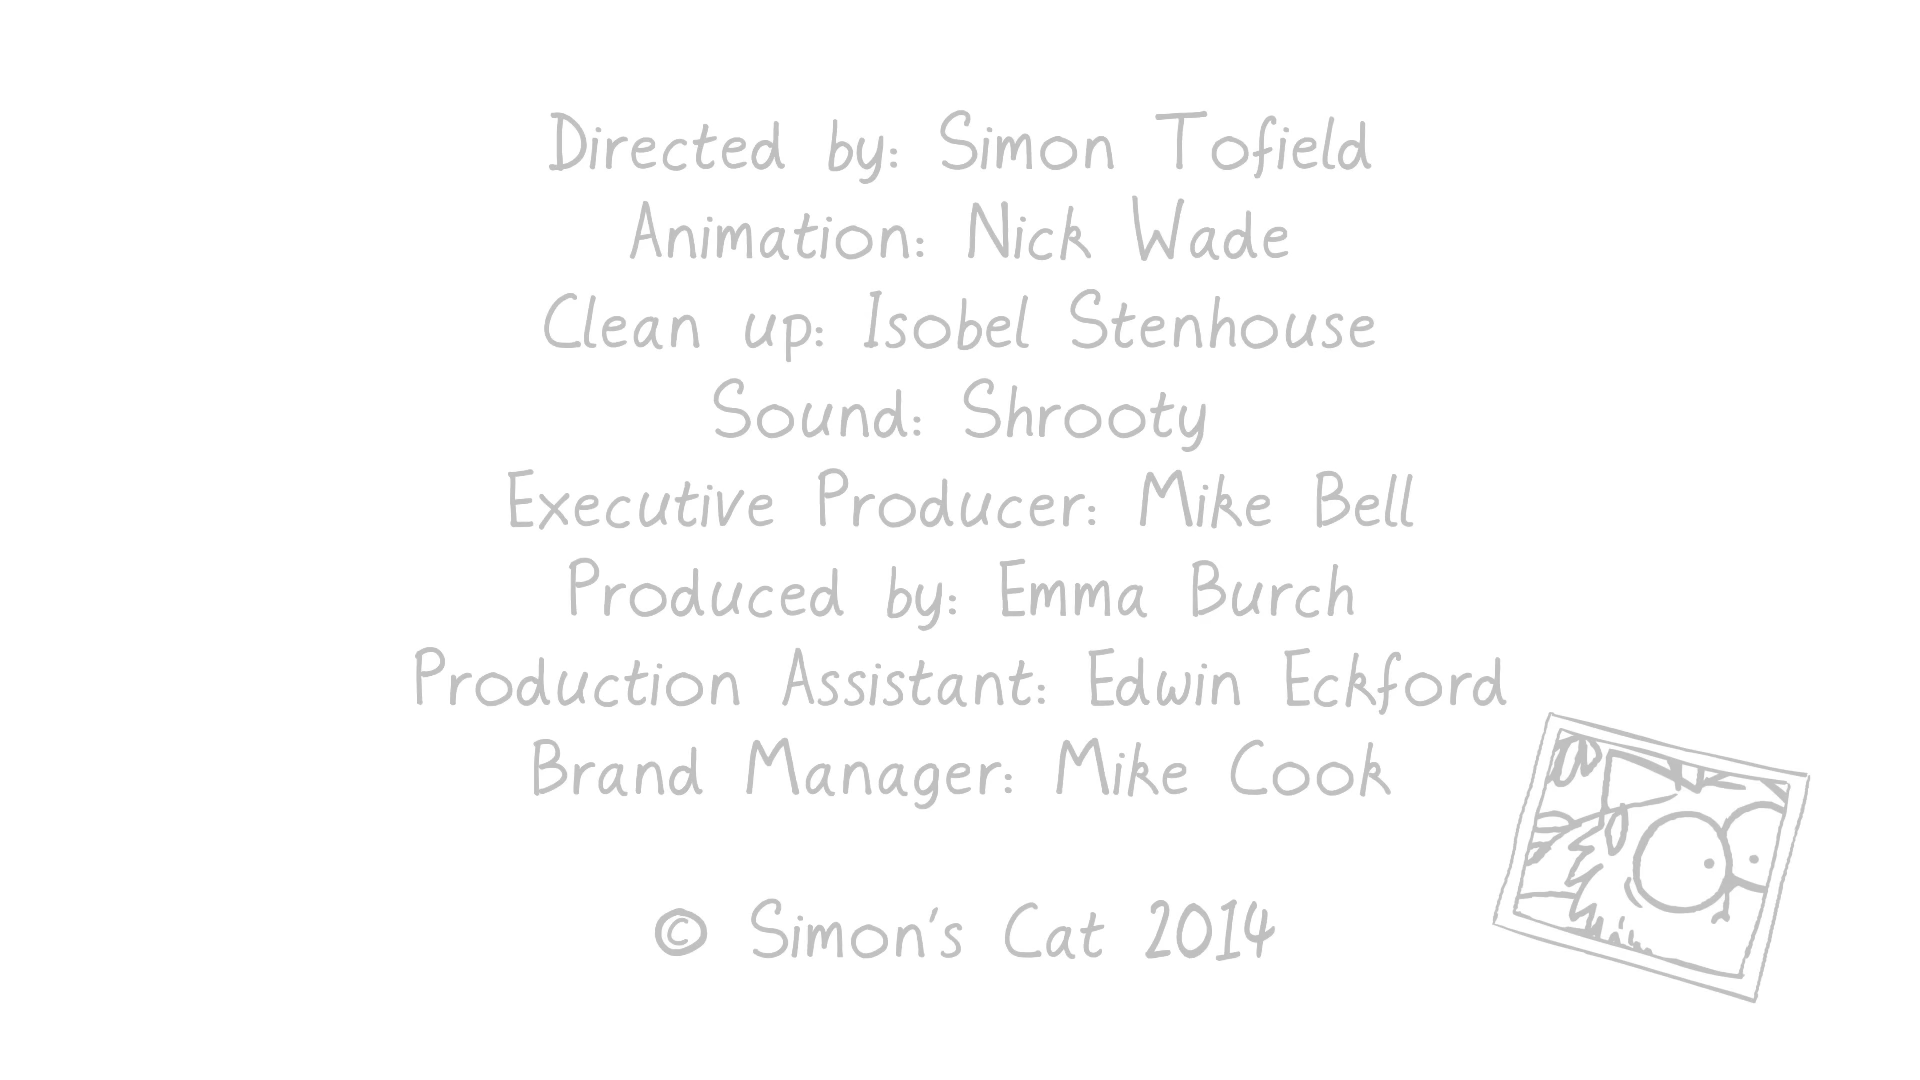 Directed by: Simon Tofield
Animation: Nick Wade
Clean up: Isobel Stenhouse
Sound: Shrooty
Executive Producer: Mike Bell
Produced by: Emma Burch
Production Assistant: Edwin Eckford
Brand Manager: Mike Cook
© Simon's Cat 2014